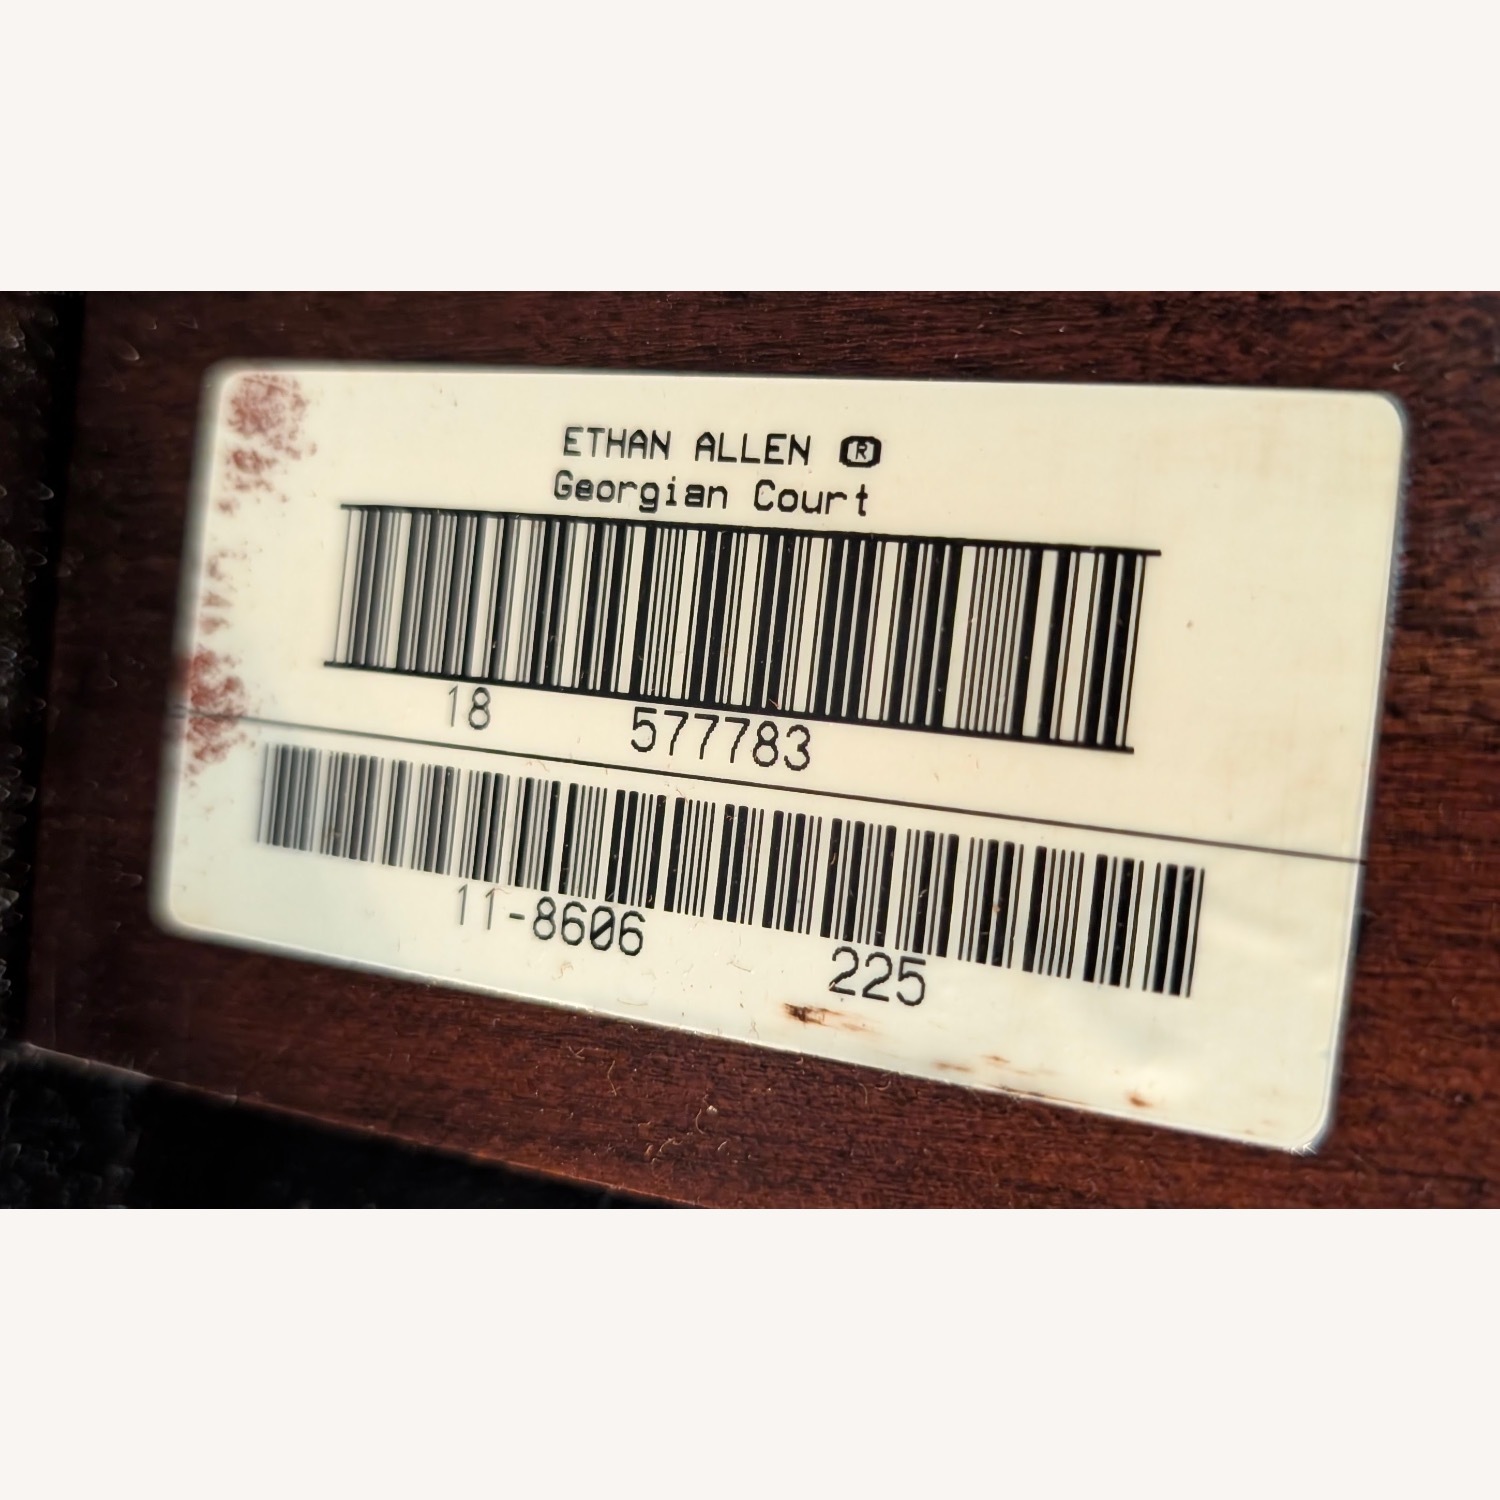 ETHAN ALLEN ®
Georgian Court
18 577783
11-8606 225